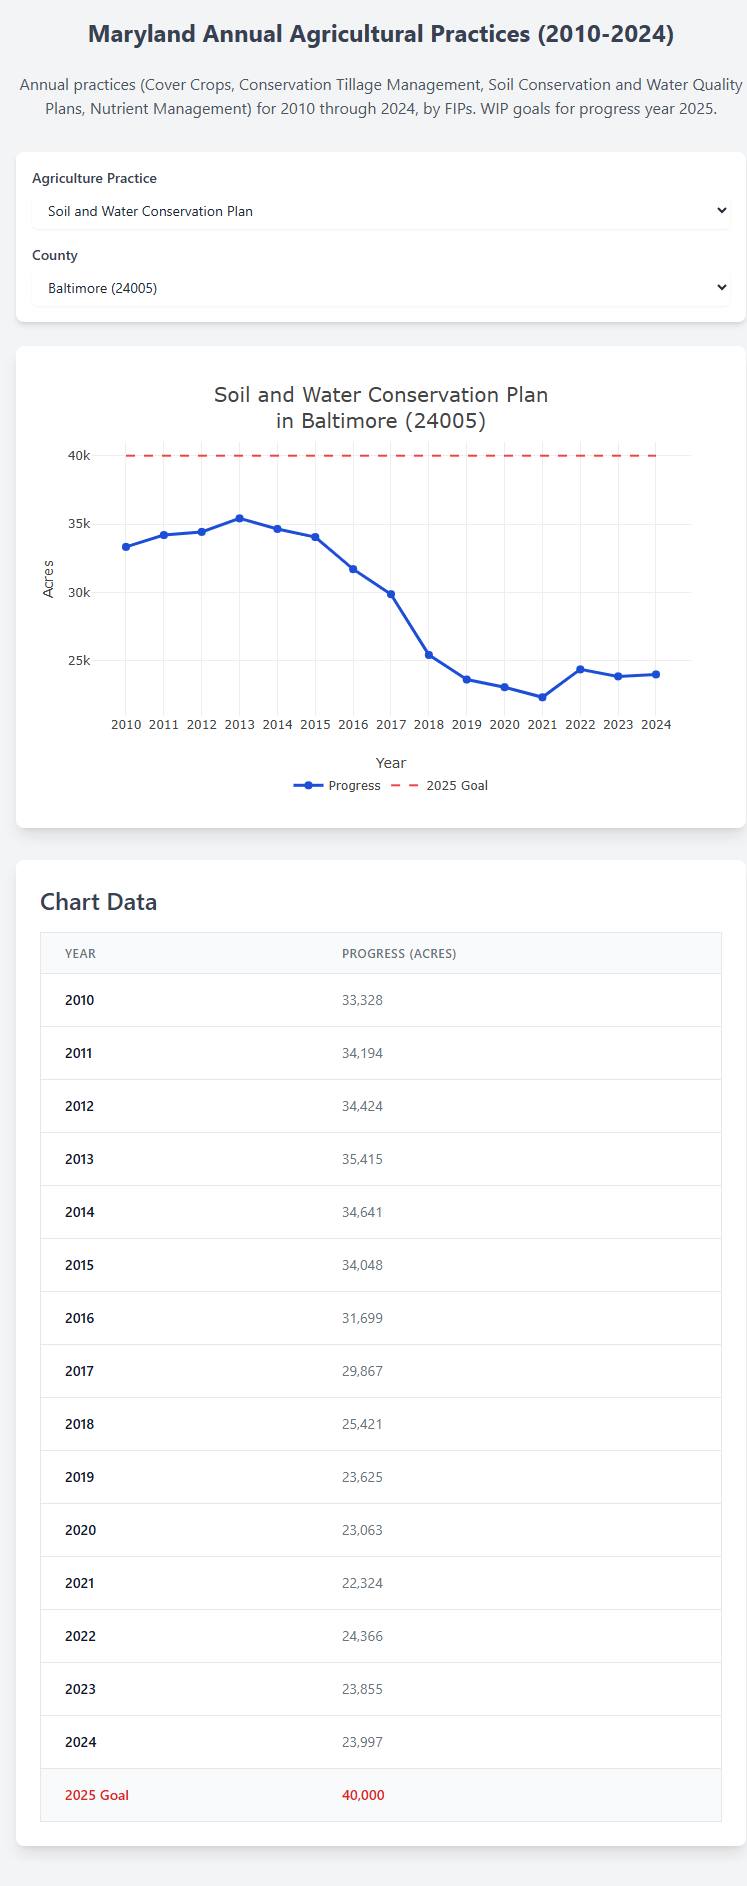 Maryland Annual Agricultural Practices (2010-2024)
Annual practices (Cover Crops, Conservation Tillage Management, Soil Conservation and Water Quality
Plans, Nutrient Management) for 2010 through 2024, by FIPs. WIP goals for progress year 2025.
Agriculture Practice
Soil and Water Conservation Plan
County
Baltimore (24005)
Soil and Water Conservation Plan
in Baltimore (24005)
40k
35k
30k
25k
Acres
2010 2011 2012 2013 2014 2015 2016 2017 2018 2019 2020 2021 2022 2023 2024
Year
Progress 2025 Goal
Chart Data
YEAR PROGRESS (ACRES)
2010 33,328
2011 34,194
2012 34,424
2013 35,415
2014 34,641
2015 34,048
2016 31,699
2017 29,867
2018 25,421
2019 23,625
2020 23,063
2021 22,324
2022 24,366
2023 23,855
2024 23,997
2025 Goal 40,000